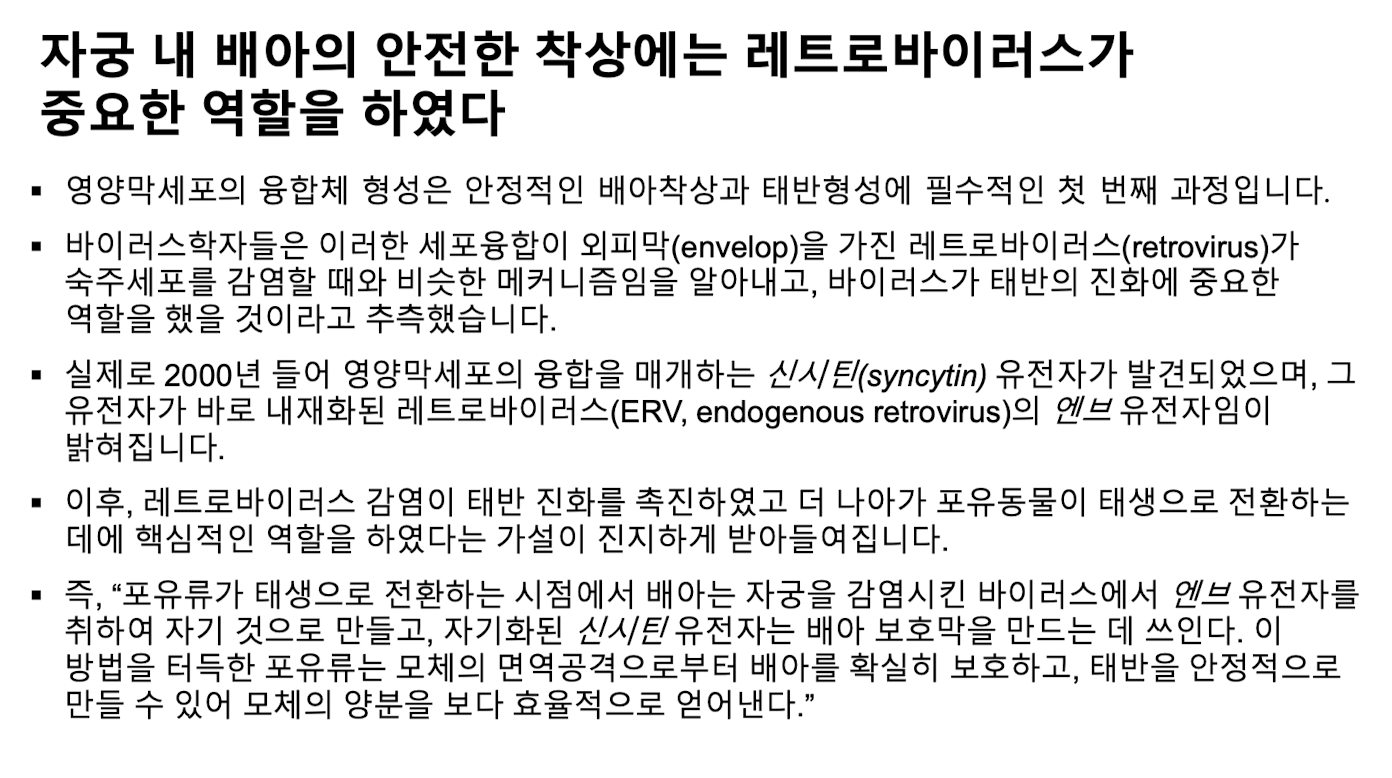 자궁 내 배아의 안전한 착상에는 레트로바이러스가
중요한 역할을 하였다
▪ 영양막세포의 융합체 형성은 안정적인 배아착상과 태반형성에 필수적인 첫 번째 과정입니다.
▪ 바이러스학자들은 이러한 세포융합이 외피막(envelop)을 가진 레트로바이러스(retrovirus)가
숙주세포를 감염할 때와 비슷한 메커니즘임을 알아내고, 바이러스가 태반의 진화에 중요한
역할을 했을 것이라고 추측했습니다.
▪ 실제로 2000년 들어 영양막세포의 융합을 매개하는 신시틴(syncytin) 유전자가 발견되었으며, 그
유전자가 바로 내재화된 레트로바이러스(ERV, endogenous retrovirus)의 엔브 유전자임이
밝혀집니다.
▪ 이후, 레트로바이러스 감염이 태반 진화를 촉진하였고 더 나아가 포유동물이 태생으로 전환하는
데에 핵심적인 역할을 하였다는 가설이 진지하게 받아들여집니다.
▪ 즉, “포유류가 태생으로 전환하는 시점에서 배아는 자궁을 감염시킨 바이러스에서 엔브 유전자를
취하여 자기 것으로 만들고, 자기화된 신시틴 유전자는 배아 보호막을 만드는 데 쓰인다. 이
방법을 터득한 포유류는 모체의 면역공격으로부터 배아를 확실히 보호하고, 태반을 안정적으로
만들 수 있어 모체의 양분을 보다 효율적으로 얻어낸다.”